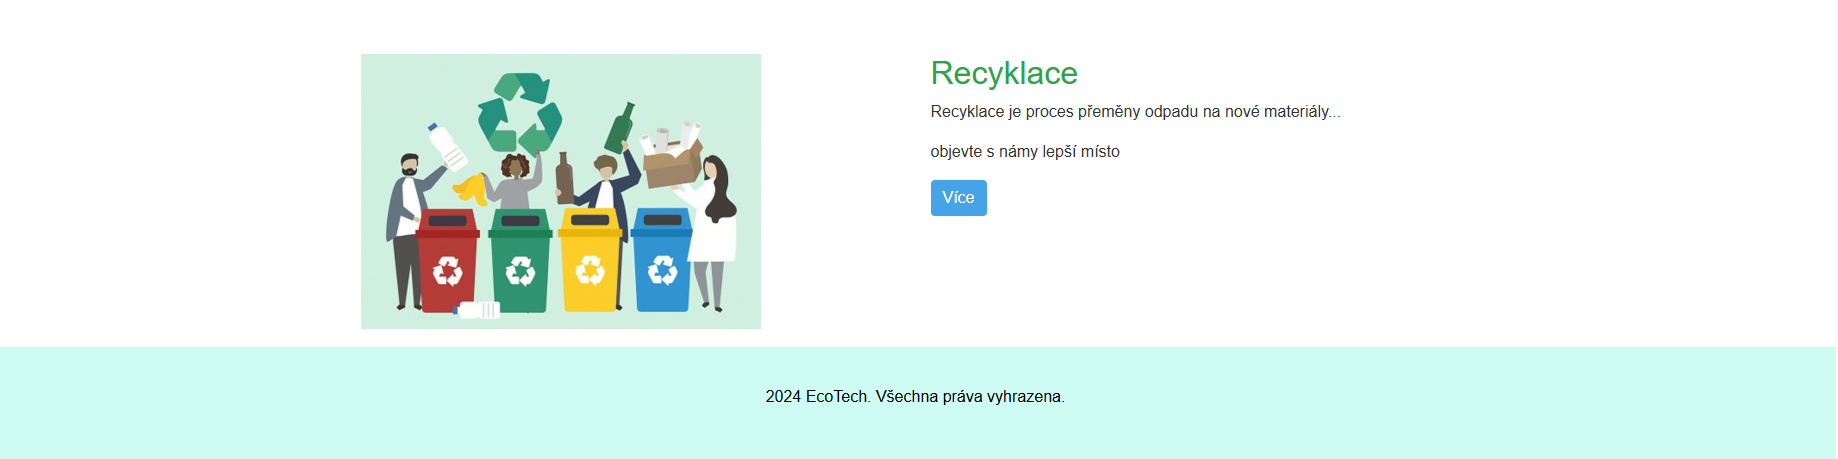 Recyklace
Recyklace je proces přeměny odpadu na nové materiály...
objevte s námy lepší místo
Více
2024 EcoTech. Všechna práva vyhrazena.